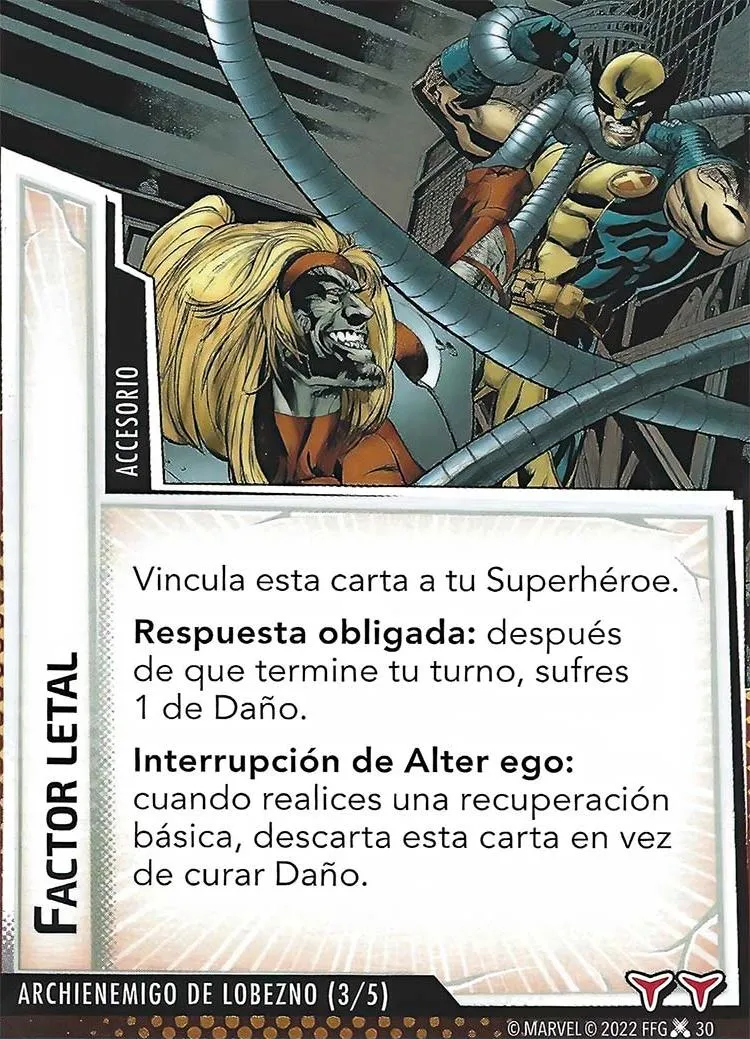 ACCESORIO
FACTOR LETAL
Vincula esta carta a tu Superhéroe.
Respuesta obligada: después
de que termine tu turno, sufres
1 de Daño.
Interrupción de Alter ego:
cuando realices una recuperación
básica, descarta esta carta en vez
de curar Daño.
ARCHIENEMIGO DE LOBEZNO (3/5)
© MARVEL © 2022 FFG 30